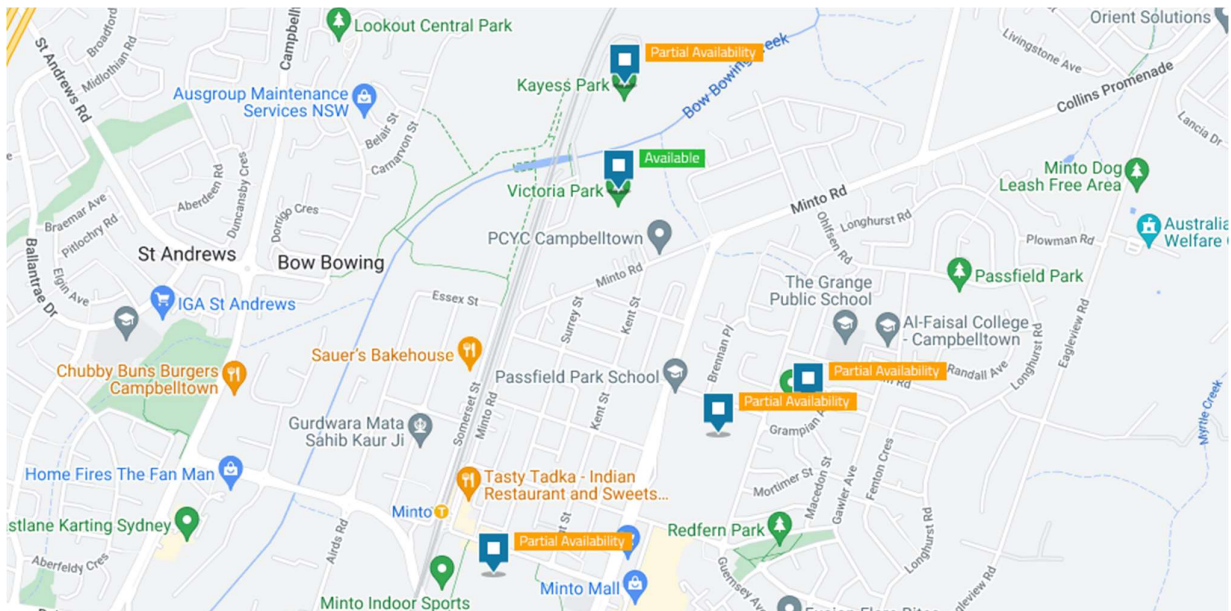 Lookout Central Park
Orient Solutions
Broadford
Midlothian Rd
St Andrews Rd
Campbell
Partial Availability
Livingstone Ave
Kayess Park
Bow Bowing Creek
Collins Promenade
Ausgroup Maintenance
Services NSW
Belair St
Carnarvon St
Lancia Dr
Available
Victoria Park
Minto Dog
Leash Free Area
Aberdeen Rd
Duncansby Cres
Dorrigo Cres
Braemar Ave
Pitlochry Rd
Minto Rd
Ohlfsen Rd
Longhurst Rd
Plowman Rd
Australia
Welfare
PCYC Campbelltown
St Andrews
Bow Bowing
Ballantrae Dr
Elgin Ave
Minto Rd
Passfield Park
The Grange
Public School
IGA St Andrews
Essex St
Surrey St
Kent St
Al-Faisal College
- Campbelltown
Longhurst Rd
Eagleview Rd
Sauer's Bakehouse
Brennan Pl
Chubby Buns Burgers
Campbelltown
Passfield Park School
Partial Availability
Randall Ave
Partial Availability
Somerset St
Minto Rd
Kent St
Grampian A
Gurdwara Mata
Sahib Kaur Ji
Myrtle Creek
Home Fires The Fan Man
Tasty Tadka - Indian
Restaurant and Sweets...
Mortimer St
Macedon St
Gawler Ave
Fenton Cres
Minto
stlane Karting Sydney
Airds Rd
Redfern Park
Longhurst Rd
Partial Availability
Aberfeldy Cres
Minto Mall
Guernsey Ave
gleview Rd
Minto Indoor Sports